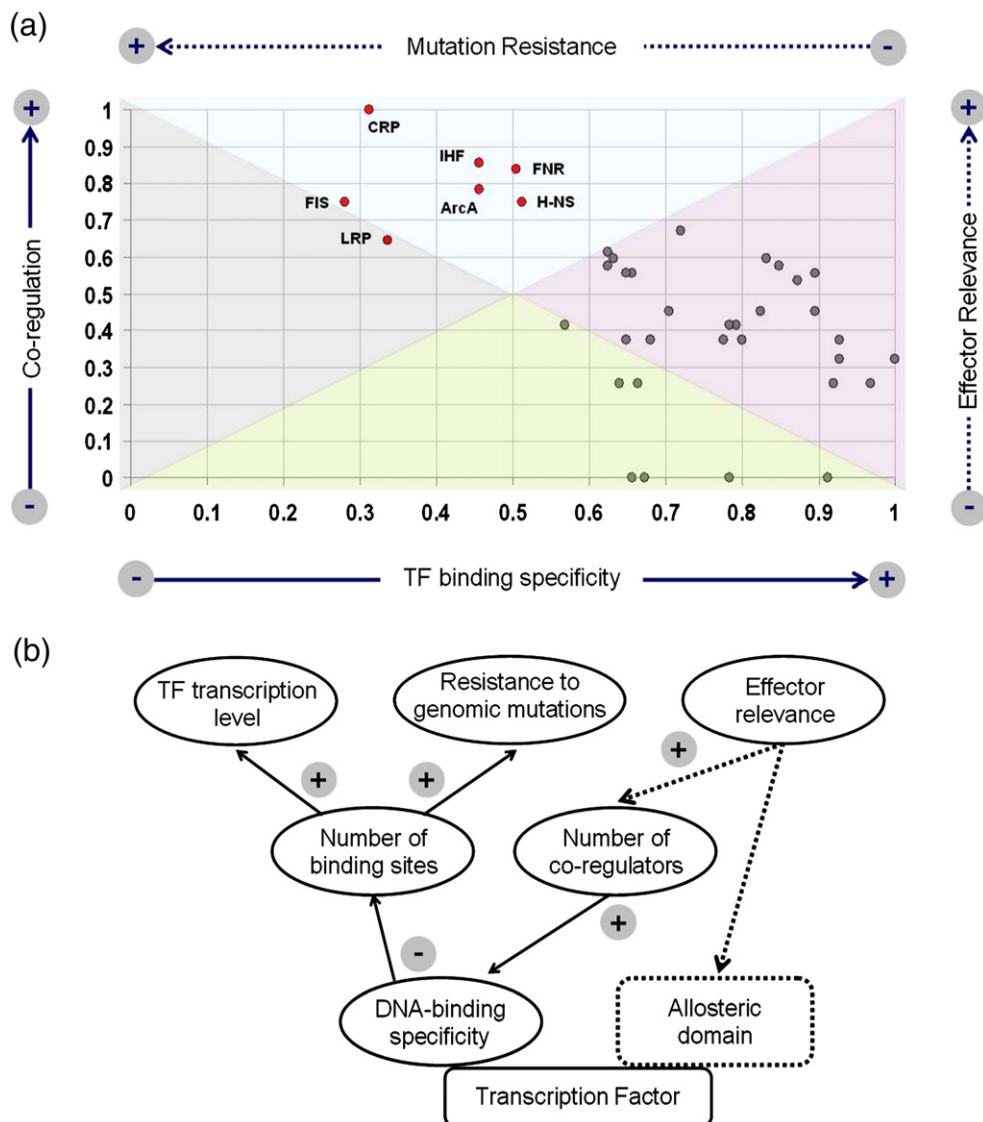 (a)
+
Mutation Resistance
-
+
Co-regulation
-
+
Effector Relevance
-
1
0.9
0.8
0.7
0.6
0.5
0.4
0.3
0.2
0.1
0
CRP
IHF
FNR
FIS
ArcA
H-NS
LRP
0 0.1 0.2 0.3 0.4 0.5 0.6 0.7 0.8 0.9 1
-
TF binding specificity
+
(b)
TF transcription
level
Resistance to
genomic mutations
Effector
relevance
+
+
+
Number of
binding sites
Number of
co-regulators
-
+
DNA-binding
specificity
Allosteric
domain
Transcription Factor